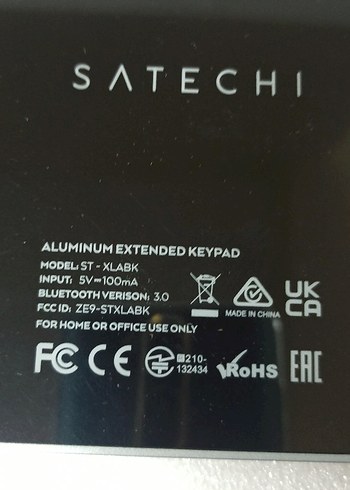 SATECHI
ALUMINUM EXTENDED KEYPAD
MODEL: ST - XLABK
INPUT: 5V⎓100mA
BLUETOOTH VERISON: 3.0
FCC ID: ZE9-STXLABK
FOR HOME OR OFFICE USE ONLY
MADE IN CHINA
UK
CA
FC CE R210-
132434
RoHS
EAC